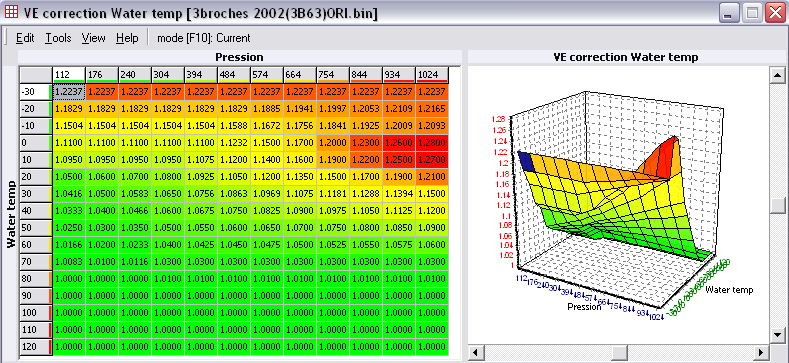 VE correction Water temp [3broches 2002(3B63)ORI.bin]
Edit Tools View Help mode [F10]: Current
Pression
112 176 240 304 394 484 574 664 754 844 934 1024
-30 1.2237 1.2237 1.2237 1.2237 1.2237 1.2237 1.2237 1.2237 1.2237 1.2237 1.2237 1.2237
-20 1.1829 1.1829 1.1829 1.1829 1.1829 1.1829 1.1885 1.1941 1.1997 1.2053 1.2109 1.2165
-10 1.1504 1.1504 1.1504 1.1504 1.1504 1.1588 1.1672 1.1756 1.1841 1.1925 1.2009 1.2093
0 1.1100 1.1100 1.1100 1.1100 1.1100 1.1232 1.1500 1.1700 1.2000 1.2300 1.2600 1.2800
10 1.0950 1.0950 1.0950 1.0950 1.1075 1.1200 1.1400 1.1600 1.1900 1.2200 1.2500 1.2700
20 1.0500 1.0600 1.0700 1.0800 1.0925 1.1050 1.1200 1.1350 1.1500 1.1700 1.1900 1.2100
30 1.0416 1.0500 1.0583 1.0650 1.0756 1.0863 1.0969 1.1075 1.1181 1.1288 1.1394 1.1500
40 1.0333 1.0400 1.0466 1.0600 1.0675 1.0750 1.0825 1.0900 1.0975 1.1050 1.1125 1.1200
50 1.0250 1.0300 1.0350 1.0500 1.0550 1.0600 1.0650 1.0700 1.0750 1.0800 1.0850 1.0900
60 1.0166 1.0200 1.0233 1.0400 1.0425 1.0450 1.0475 1.0500 1.0525 1.0550 1.0575 1.0600
70 1.0083 1.0100 1.0116 1.0300 1.0300 1.0300 1.0300 1.0300 1.0300 1.0300 1.0300 1.0300
80 1.0000 1.0000 1.0000 1.0100 1.0100 1.0100 1.0100 1.0100 1.0100 1.0100 1.0100 1.0100
90 1.0000 1.0000 1.0000 1.0000 1.0000 1.0000 1.0000 1.0000 1.0000 1.0000 1.0000 1.0000
100 1.0000 1.0000 1.0000 1.0000 1.0000 1.0000 1.0000 1.0000 1.0000 1.0000 1.0000 1.0000
110 1.0000 1.0000 1.0000 1.0000 1.0000 1.0000 1.0000 1.0000 1.0000 1.0000 1.0000 1.0000
120 1.0000 1.0000 1.0000 1.0000 1.0000 1.0000 1.0000 1.0000 1.0000 1.0000 1.0000 1.0000
Water temp
VE correction Water temp
1.28
1.26
1.24
1.22
1.20
1.18
1.16
1.14
1.12
1.10
1.08
1.06
1.04
1.02
1
112 176 240 304 394 484 574 664 754 844 934 1024
Pression
Water temp